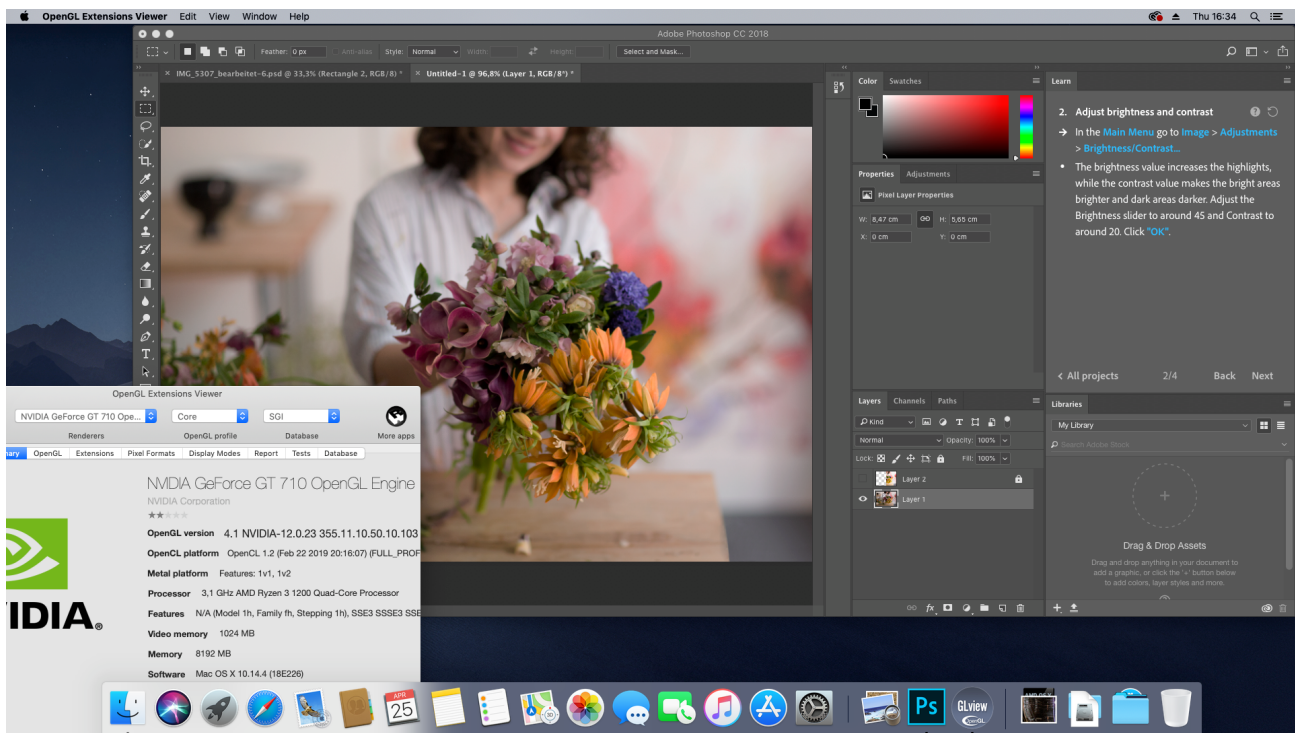 OpenGL Extensions Viewer Edit View Window Help
Thu 16:34
Adobe Photoshop CC 2018
Feather: 0 px Anti-alias Style: Normal Width: Height: Select and Mask...
× IMG_5307_bearbeitet-6.psd @ 33,3% (Rectangle 2, RGB/8) * × Untitled-1 @ 96,8% (Layer 1, RGB/8*) *
Color Swatches
Properties Adjustments
Pixel Layer Properties
W: 8,47 cm H: 5,65 cm
X: 0 cm Y: 0 cm
Layers Channels Paths
Kind
Normal Opacity: 100%
Lock: Fill: 100%
Layer 2
Layer 1
fx
Learn
2. Adjust brightness and contrast
→ In the Main Menu go to Image > Adjustments
> Brightness/Contrast...
• The brightness value increases the highlights,
while the contrast value makes the bright areas
brighter and dark areas darker. Adjust the
Brightness slider to around 45 and Contrast to
around 20. Click "OK".
< All projects 2/4 Back Next
Libraries
My Library
Search Adobe Stock
Drag & Drop Assets
Drag and drop anything in your document to
add a graphic, or click the '+' button below
to add colors, layer styles and more.
OpenGL Extensions Viewer
NVIDIA GeForce GT 710 Ope... Core SGI
Renderers OpenGL profile Database More apps
OpenGL Extensions Pixel Formats Display Modes Report Tests Database
NVIDIA GeForce GT 710 OpenGL Engine
NVIDIA Corporation
OpenGL version 4.1 NVIDIA-12.0.23 355.11.10.50.10.103
OpenCL platform OpenCL 1.2 (Feb 22 2019 20:16:07) (FULL_PROF
Metal platform Features: 1v1, 1v2
Processor 3,1 GHz AMD Ryzen 3 1200 Quad-Core Processor
Features N/A (Model 1h, Family fh, Stepping 1h), SSE3 SSSE3 SSE
Video memory 1024 MB
Memory 8192 MB
Software Mac OS X 10.14.4 (18E226)
IDIA®
APR
25
Ps
GLview
OpenGL